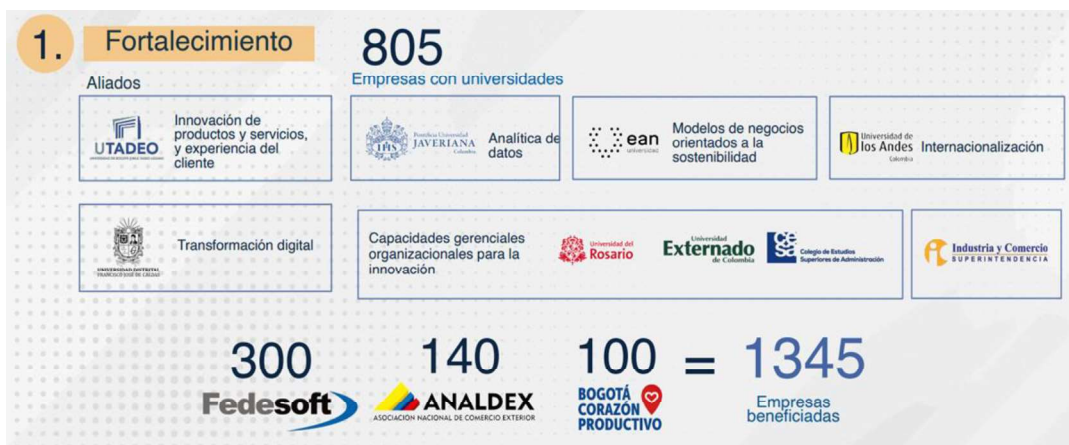 1. Fortalecimiento
805
Empresas con universidades
Aliados
UTADEO
Innovación de
productos y servicios,
y experiencia del
cliente
Pontificia Universidad
JAVERIANA
Colombia
Analítica de
datos
ean
universidad
Modelos de negocios
orientados a la
sostenibilidad
Universidad de
los Andes
Colombia
Internacionalización
UNIVERSIDAD DISTRITAL
FRANCISCO JOSÉ DE CALDAS
Transformación digital
Capacidades gerenciales
organizacionales para la
innovación
Universidad del
Rosario
Universidad
Externado
de Colombia
cesa
Colegio de Estudios
Superiores de Administración
Industria y Comercio
SUPERINTENDENCIA
300
Fedesoft
140
ANALDEX
ASOCIACIÓN NACIONAL DE COMERCIO EXTERIOR
100
BOGOTÁ
CORAZÓN
PRODUCTIVO
= 1345
Empresas
beneficiadas